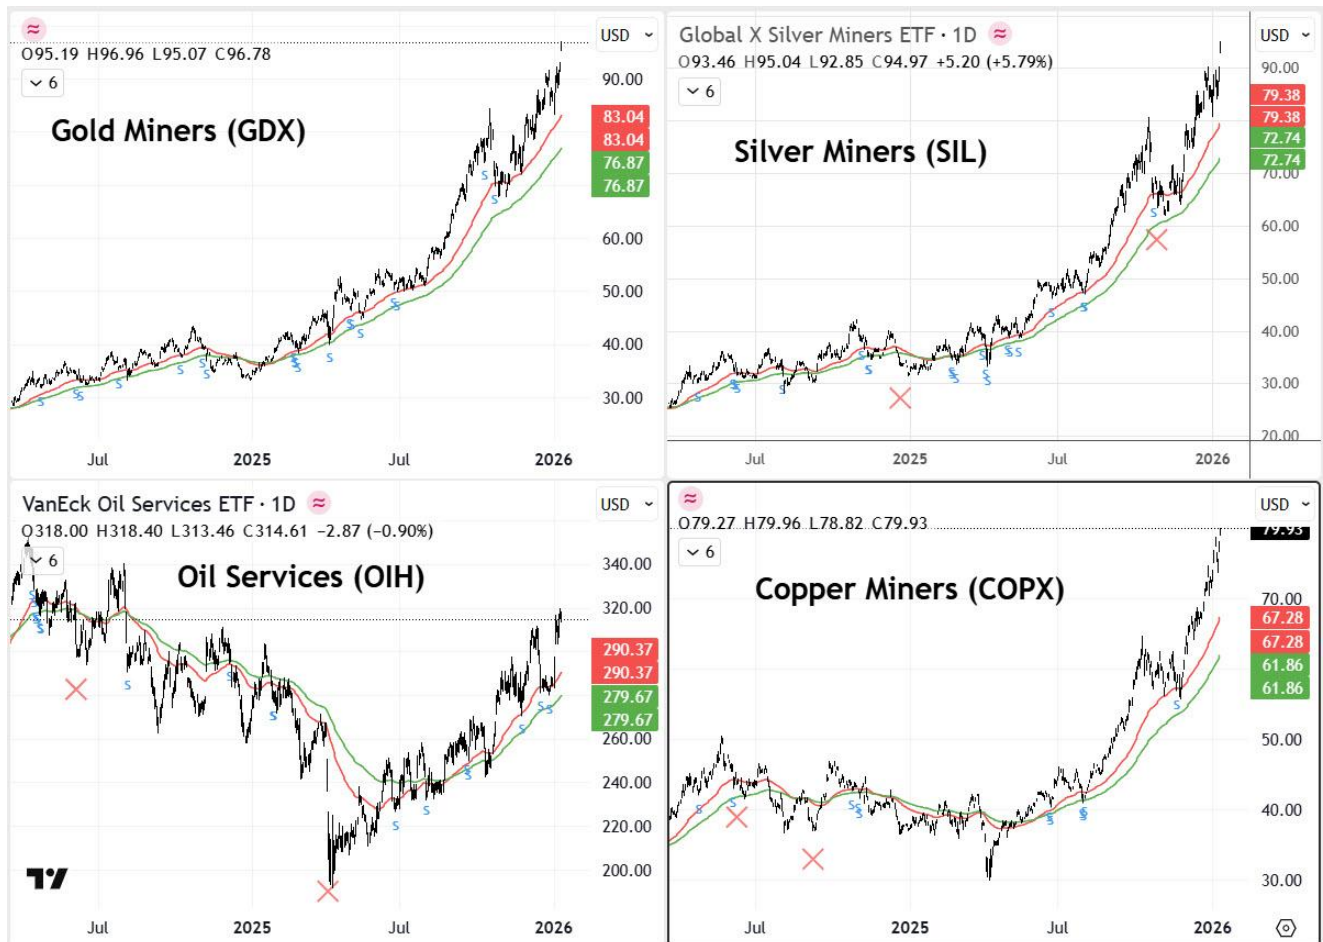 USD
O95.19 H96.96 L95.07 C96.78
6
90.00
Gold Miners (GDX)
83.04
83.04
76.87
76.87
60.00
50.00
40.00
30.00
S S S S S S S S S S S S S S S S S
Jul 2025 Jul 2026
Global X Silver Miners ETF · 1D
USD
O93.46 H95.04 L92.85 C94.97 +5.20 (+5.79%)
6
90.00
79.38
79.38
Silver Miners (SIL)
72.74
72.74
70.00
60.00
50.00
40.00
30.00
20.00
Jul 2025 Jul 2026
VanEck Oil Services ETF · 1D
USD
O318.00 H318.40 L313.46 C314.61 −2.87 (−0.90%)
6
340.00
Oil Services (OIH)
320.00
290.37
290.37
279.67
279.67
260.00
240.00
220.00
200.00
Jul 2025 Jul 2026
USD
O79.27 H79.96 L78.82 C79.93
79.93
6
Copper Miners (COPX)
70.00
67.28
67.28
61.86
61.86
50.00
40.00
30.00
Jul 2025 Jul 2026